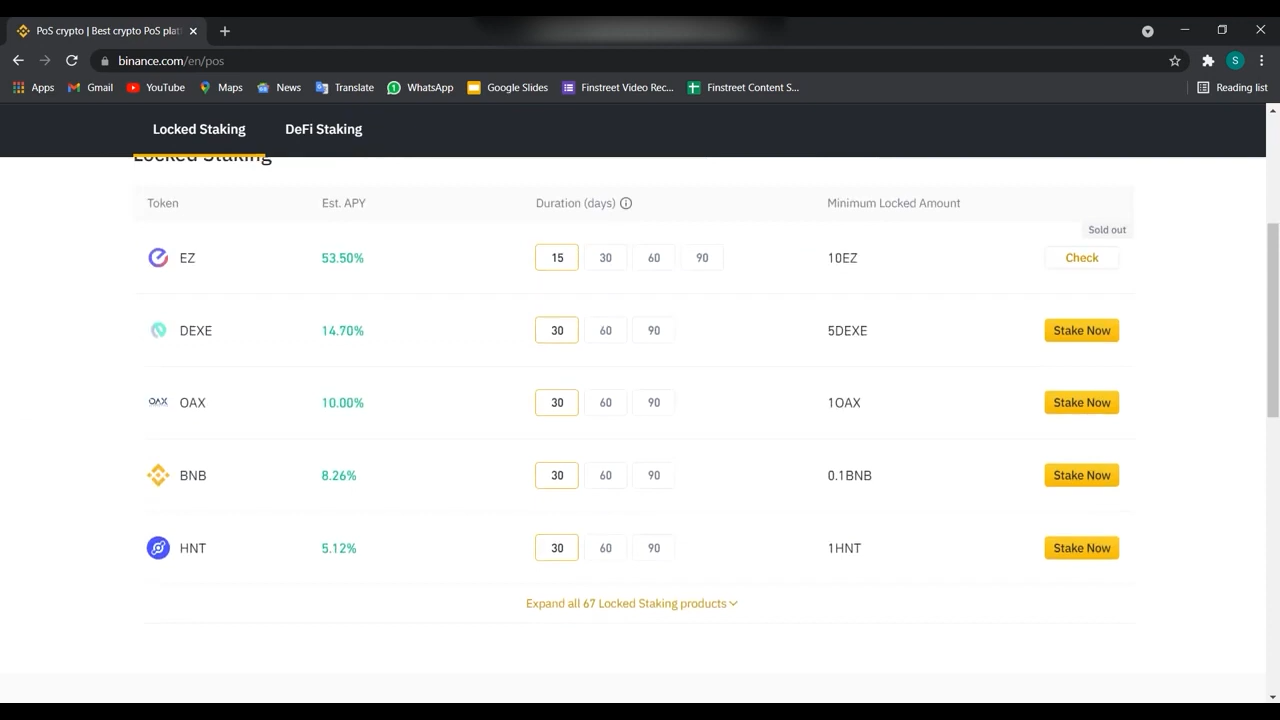 PoS crypto | Best crypto PoS plat
binance.com/en/pos
Apps Gmail YouTube Maps News Translate WhatsApp Google Slides Finstreet Video Rec... Finstreet Content S... Reading list
Locked Staking DeFi Staking
Locked Staking
Token Est. APY Duration (days) Minimum Locked Amount
Sold out
EZ 53.50% 15 30 60 90 10EZ Check
DEXE 14.70% 30 60 90 5DEXE Stake Now
OAX OAX 10.00% 30 60 90 1OAX Stake Now
BNB 8.26% 30 60 90 0.1BNB Stake Now
HNT 5.12% 30 60 90 1HNT Stake Now
Expand all 67 Locked Staking products